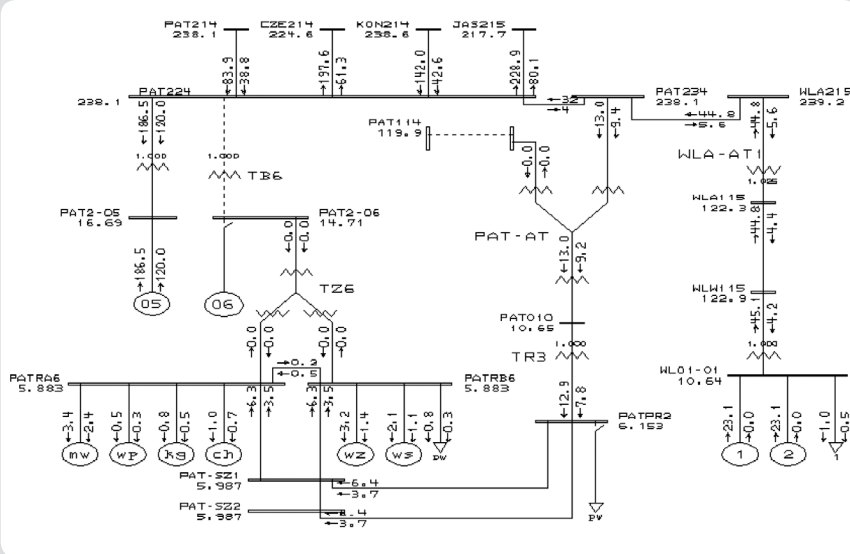 PAT214 CZE214 KON214 JAS215
238.1 224.6 238.6 217.7
83.9 38.8 197.6 61.3 142.0 42.6 228.9 80.1
PAT224 PAT234 WLA215
238.1 238.1 239.2
32
4
44.8
5.6
186.5 120.0
13.0 9.4
44.8 5.6
PAT114
119.9
0.0 0.0
WLA-AT1
TB6
WLA115
122.3
44.8 4.4
PAT2-05 PAT2-06
16.69 14.71
0.0 0.0
PAT-AT
13.0 9.2
186.5 120.0
05 06
TZ6
WLW115
122.9
45.1 4.2
PAT010
10.65
TR3
0.0 0.0 0.0 0.0
0.2
0.5
PATRA6 PATRB6
5.883 5.883
WL01-01
10.64
6.3 3.5 6.3 3.5
12.9 7.8
PATPR2
6.153
3.4 2.4 0.5 0.3 0.8 0.5 1.0 0.7 3.2 1.4 2.1 1.1 0.8 0.3
23.1 0.0 23.1 0.0 1.0 0.5
mw wp kg ch wz ws pw
1 2 1
PAT-SZ1
5.987
6.4
3.7
PAT-SZ2
5.987
3.7
pw